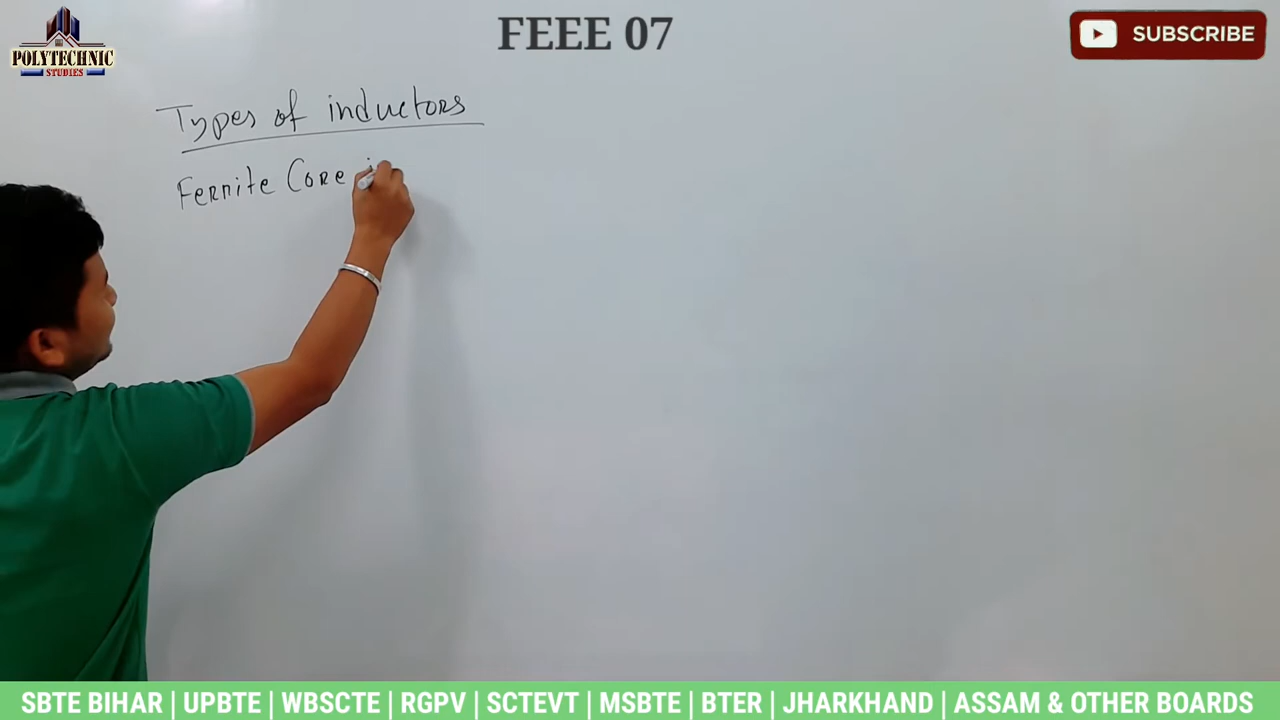 POLYTECHNIC
STUDIES
FEEE 07
SUBSCRIBE
Types of inductors
Ferrite Core i
SBTE BIHAR | UPBTE | WBSCTE | RGPV | SCTEVT | MSBTE | BTER | JHARKHAND | ASSAM & OTHER BOARDS